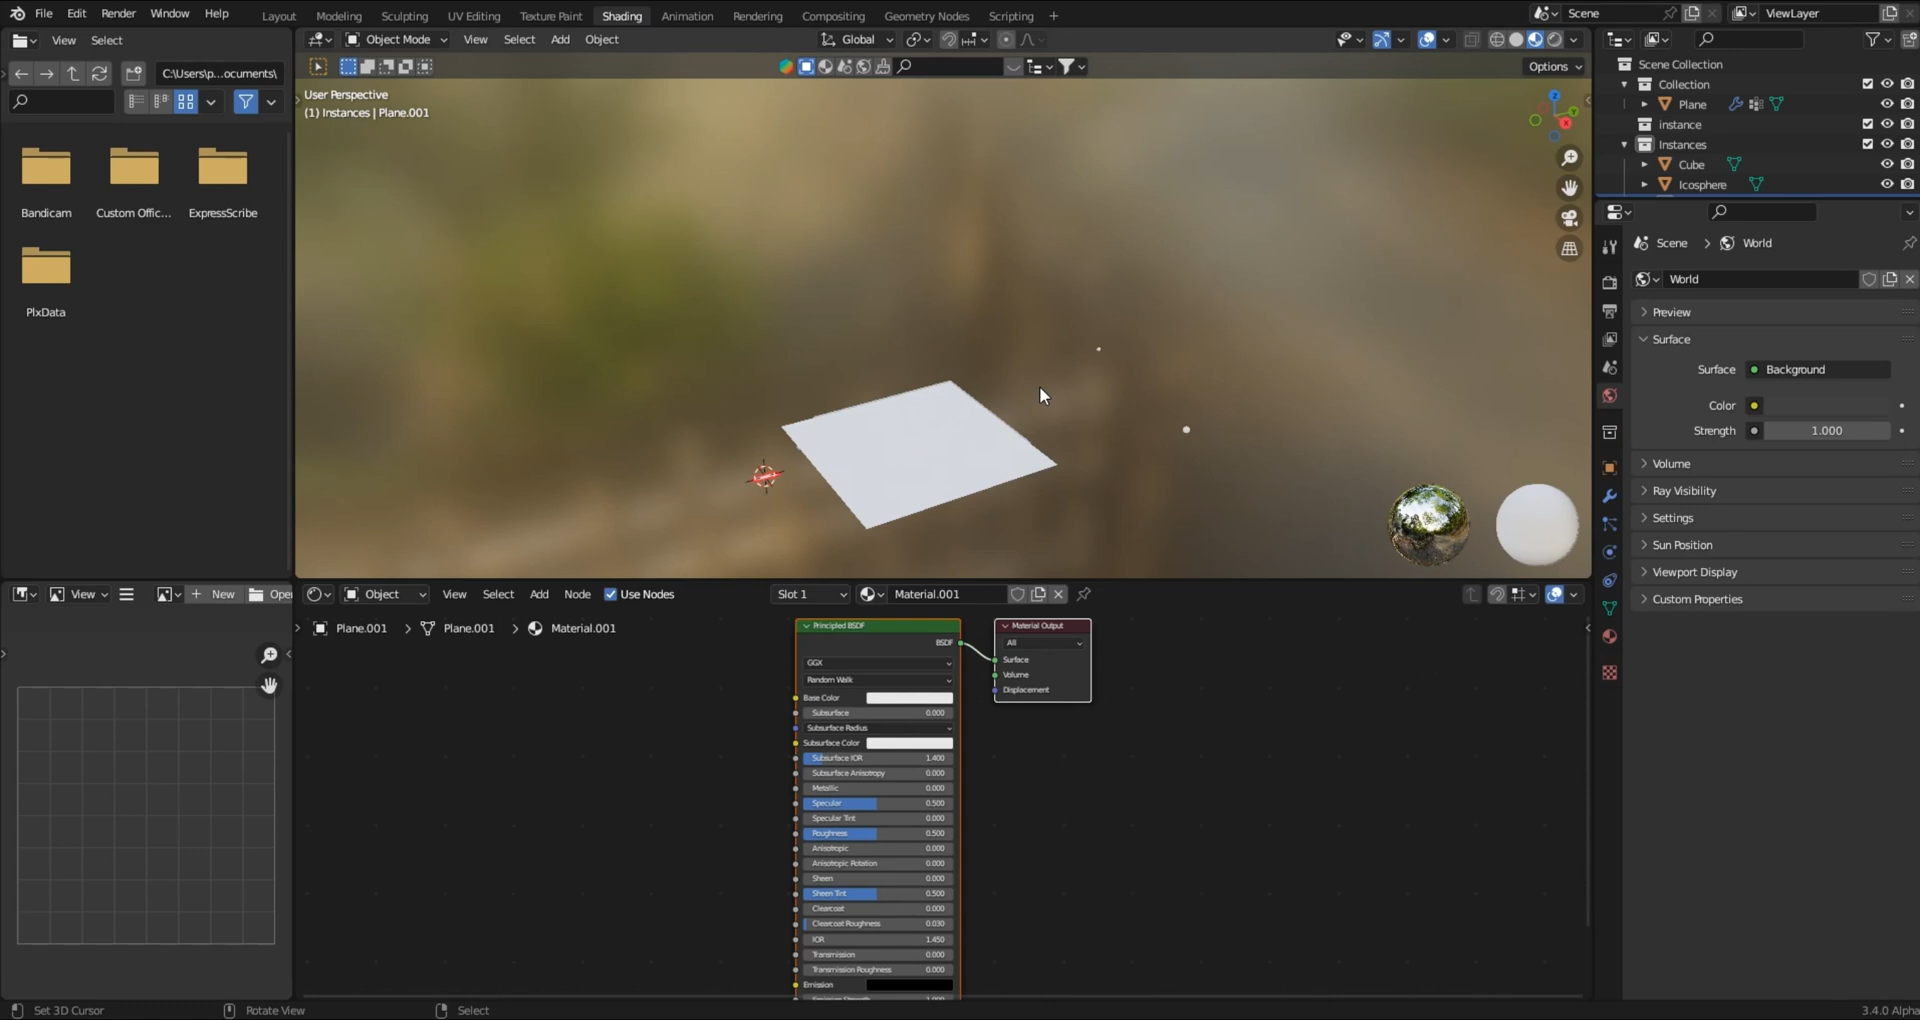 File Edit Render Window Help
Layout Modeling Sculpting UV Editing Texture Paint Shading Animation Rendering Compositing Geometry Nodes Scripting +
Scene
ViewLayer
View Select
Object Mode View Select Add Object
Global
C:\Users\p...ocuments\
Options
User Perspective
(1) Instances | Plane.001
Bandicam
Custom Offic...
ExpressScribe
PlxData
Scene Collection
Collection
Plane
instance
Instances
Cube
Icosphere
Scene > World
World
Preview
Surface
Surface Background
Color
Strength 1.000
Volume
Ray Visibility
Settings
Sun Position
Viewport Display
Custom Properties
View + New Open
Object View Select Add Node Use Nodes
Slot 1
Material.001
Plane.001 > Plane.001 > Material.001
Principled BSDF
BSDF
GGX
Random Walk
Base Color
Subsurface 0.000
Subsurface Radius
Subsurface Color
Subsurface IOR 1.400
Subsurface Anisotropy 0.000
Metallic 0.000
Specular 0.500
Specular Tint 0.000
Roughness 0.500
Anisotropic 0.000
Anisotropic Rotation 0.000
Sheen 0.000
Sheen Tint 0.500
Clearcoat 0.000
Clearcoat Roughness 0.030
IOR 1.450
Transmission 0.000
Transmission Roughness 0.000
Emission
Material Output
All
Surface
Volume
Displacement
Set 3D Cursor
Rotate View
Select
3.4.0 Alpha